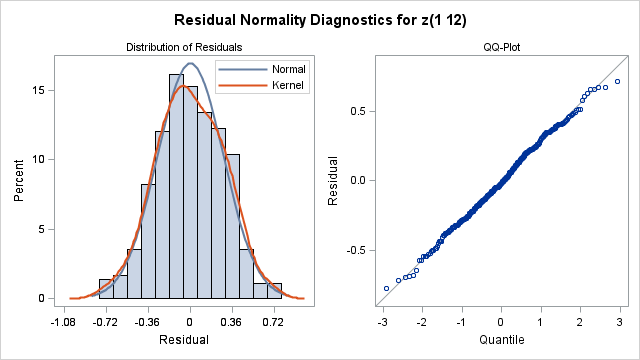 Residual Normality Diagnostics for z(1 12)
Distribution of Residuals
Normal
Kernel
Percent
15
10
5
0
-1.08 -0.72 -0.36 0 0.36 0.72
Residual
QQ-Plot
Residual
0.5
0.0
-0.5
-3 -2 -1 0 1 2 3
Quantile